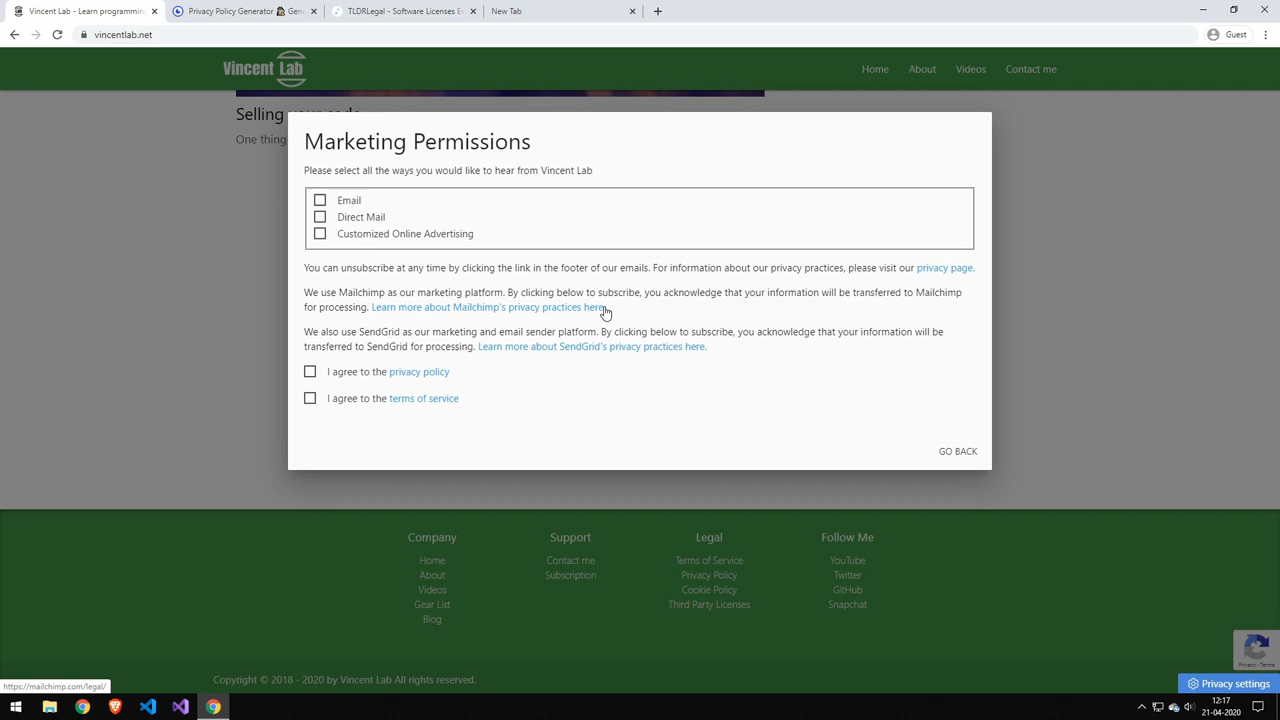 Vincent Lab - Learn programmin
Privacy Policy Generator
Gene
TLDRLegal - Software Licenses E
New Tab
vincentlab.net
Guest
Vincent Lab
Home
About
Videos
Contact me
Selling your code
One thing
Marketing Permissions
Please select all the ways you would like to hear from Vincent Lab
Email
Direct Mail
Customized Online Advertising
You can unsubscribe at any time by clicking the link in the footer of our emails. For information about our privacy practices, please visit our privacy page.
We use Mailchimp as our marketing platform. By clicking below to subscribe, you acknowledge that your information will be transferred to Mailchimp
for processing. Learn more about Mailchimp's privacy practices here.
We also use SendGrid as our marketing and email sender platform. By clicking below to subscribe, you acknowledge that your information will be
transferred to SendGrid for processing. Learn more about SendGrid's privacy practices here.
I agree to the privacy policy
I agree to the terms of service
GO BACK
Company
Support
Legal
Follow Me
Home
Contact me
Terms of Service
YouTube
About
Subscription
Privacy Policy
Twitter
Videos
Cookie Policy
GitHub
Gear List
Third Party Licenses
Snapchat
Blog
Privacy - Terms
Copyright © 2018 - 2020 by Vincent Lab All rights reserved.
https://mailchimp.com/legal/
Privacy settings
12:17
21-04-2020